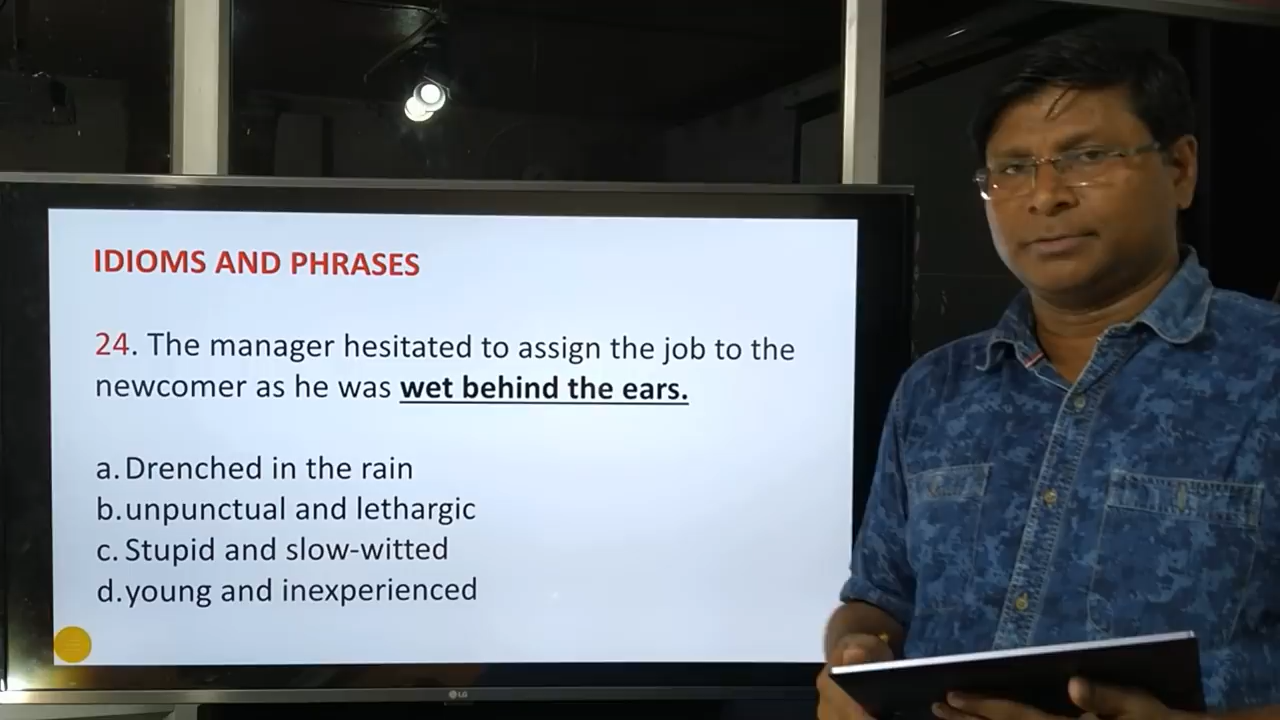 IDIOMS AND PHRASES
24. The manager hesitated to assign the job to the
newcomer as he was wet behind the ears.
a. Drenched in the rain
b. unpunctual and lethargic
c. Stupid and slow-witted
d. young and inexperienced
LG